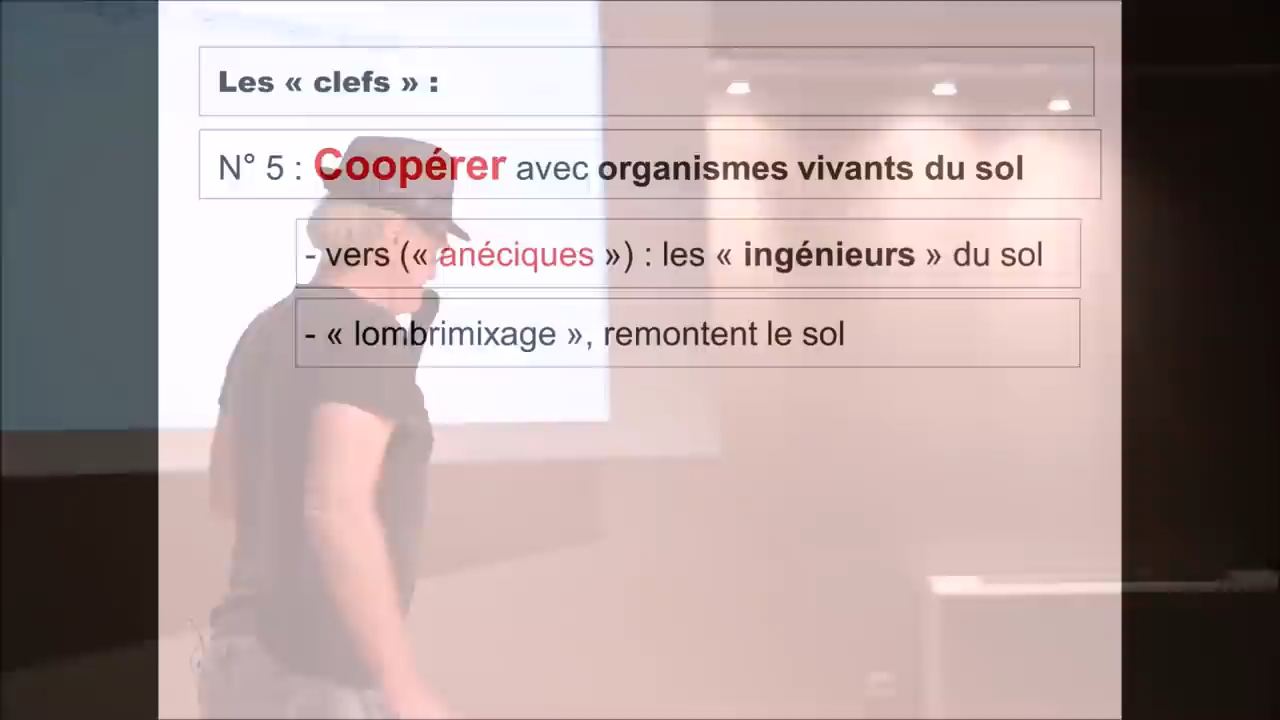 Les « clefs » :
N° 5 : Coopérer avec organismes vivants du sol
- vers (« anéciques ») : les « ingénieurs » du sol
- « lombrimixage », remontent le sol